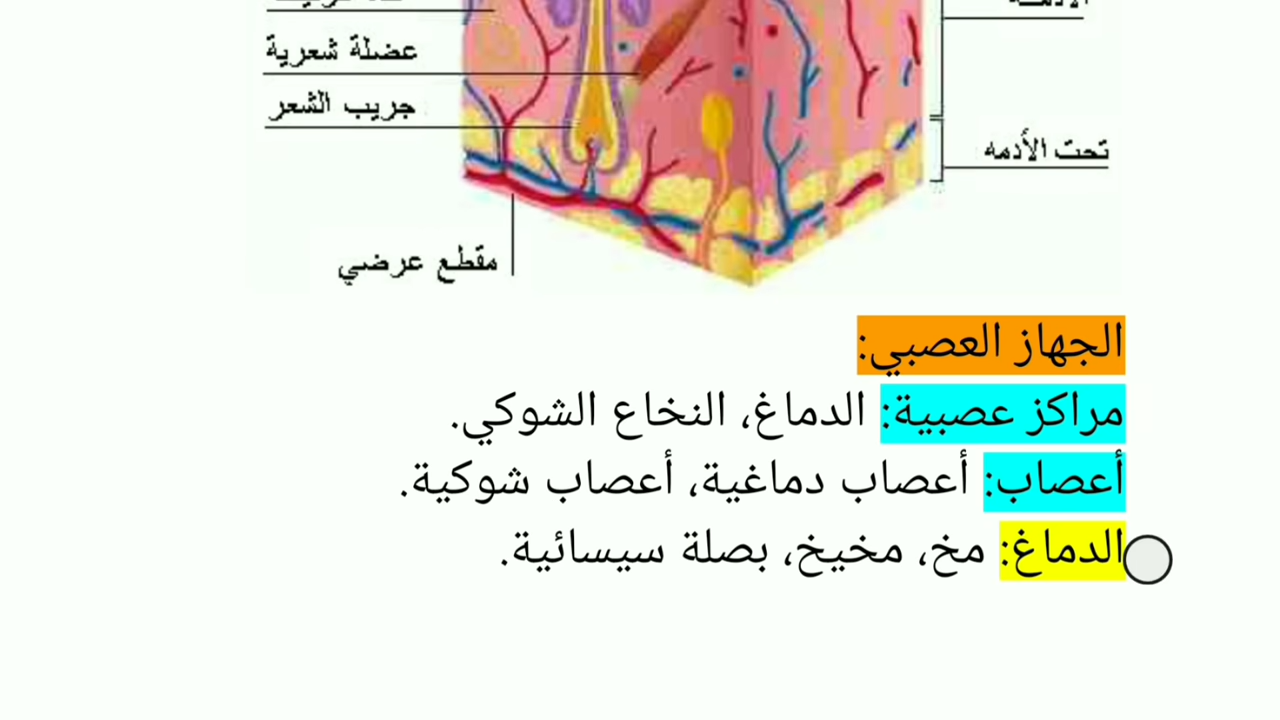 عضلة شعرية
جريب الشعر
تحت الأدمه
مقطع عرضي
الجهاز العصبي:
مراكز عصبية: الدماغ، النخاع الشوكي.
أعصاب: أعصاب دماغية، أعصاب شوكية.
الدماغ: مخ، مخيخ، بصلة سيسائية.